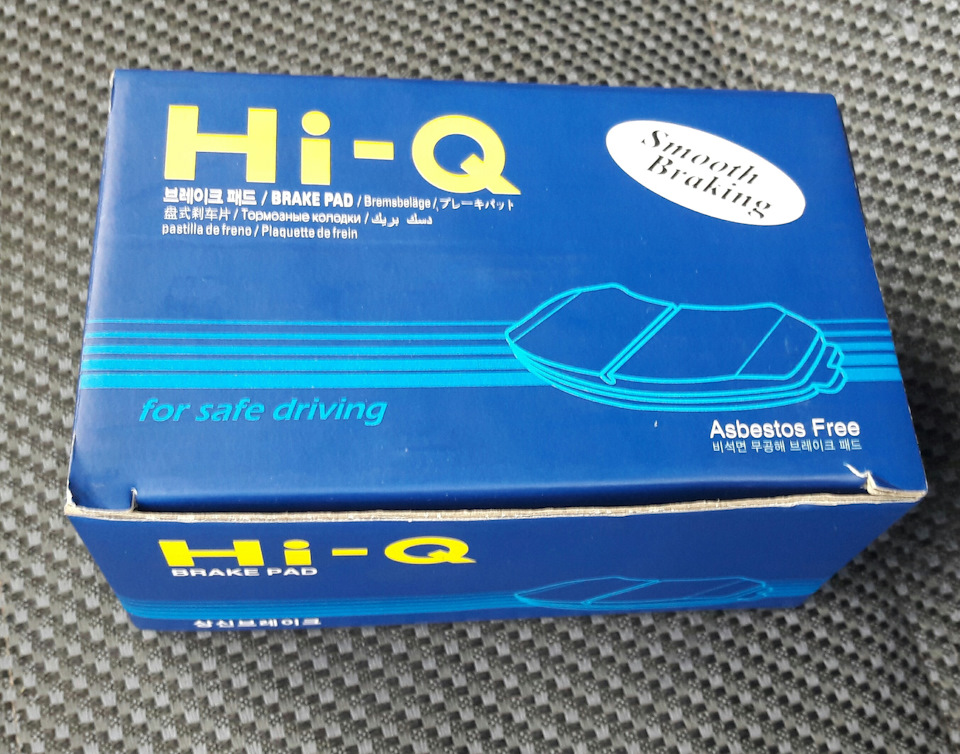 Hi-Q
Smooth
Braking
브레이크 패드 / BRAKE PAD / Bremsbeläge / ブレーキパット
盘式刹车片 / Тормозные колодки / دسك بريك
pastilla de freno / Plaquette de frein
for safe driving
Asbestos Free
비석면 무공해 브레이크 패드
Hi-Q
BRAKE PAD
상신브레이크